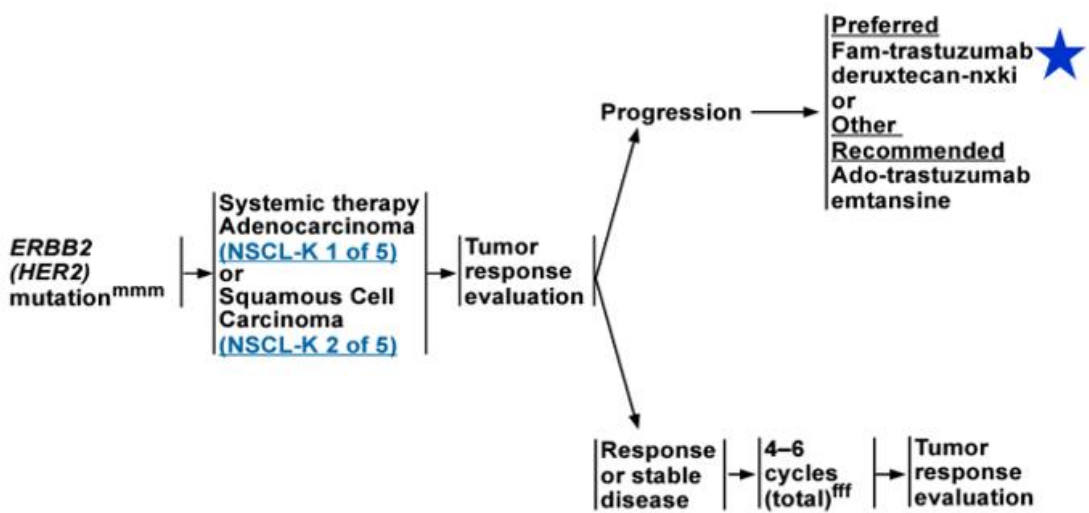 ERBB2
(HER2)
mutationmmm
Systemic therapy
Adenocarcinoma
(NSCL-K 1 of 5)
or
Squamous Cell
Carcinoma
(NSCL-K 2 of 5)
Tumor
response
evaluation
Progression
Preferred
Fam-trastuzumab
deruxtecan-nxki
or
Other
Recommended
Ado-trastuzumab
emtansine
Response
or stable
disease
4–6
cycles
(total)fff
Tumor
response
evaluation